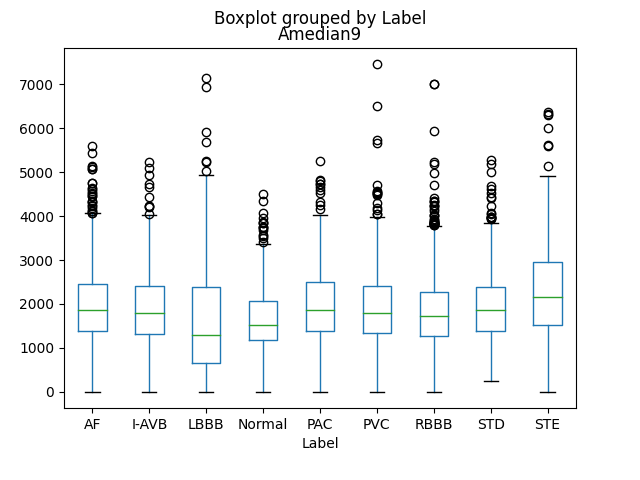 Boxplot grouped by Label
Amedian9
7000
6000
5000
4000
3000
2000
1000
0
AF I-AVB LBBB Normal PAC PVC RBBB STD STE
Label